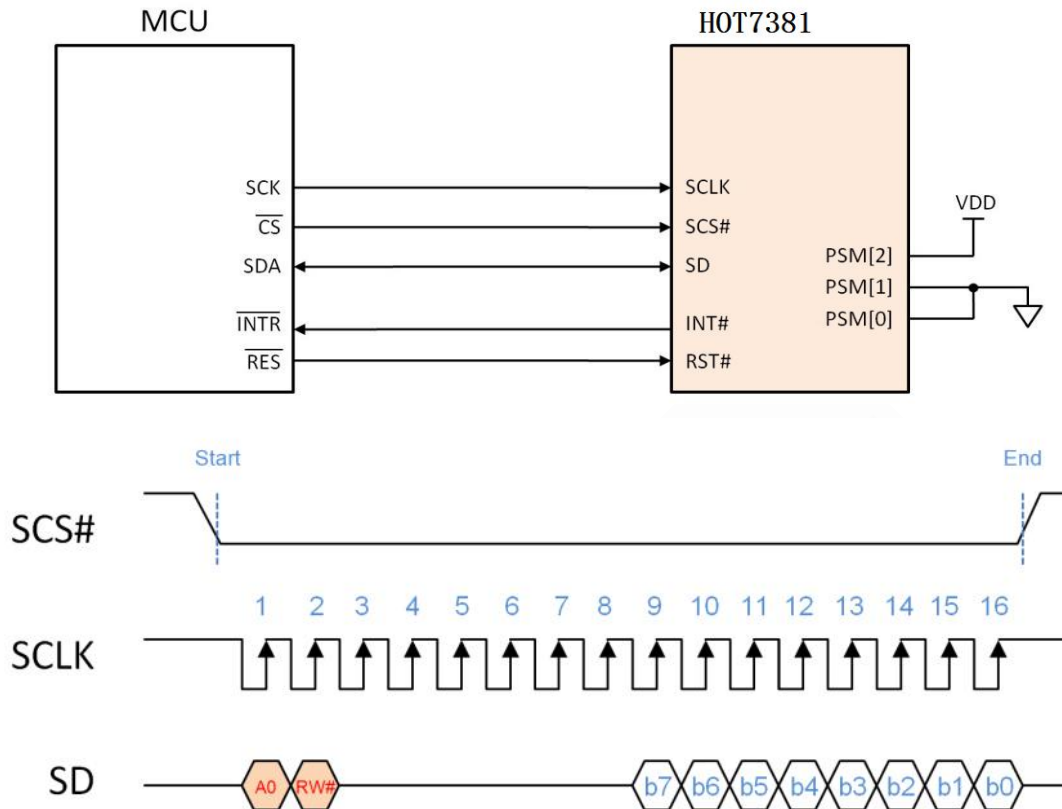 MCU HOT7381
SCK SCLK
CS SCS#
SDA SD
INTR INT#
RES RST#
VDD
PSM[2]
PSM[1]
PSM[0]
Start End
SCS#
1 2 3 4 5 6 7 8 9 10 11 12 13 14 15 16
SCLK
SD A0 RW# b7 b6 b5 b4 b3 b2 b1 b0